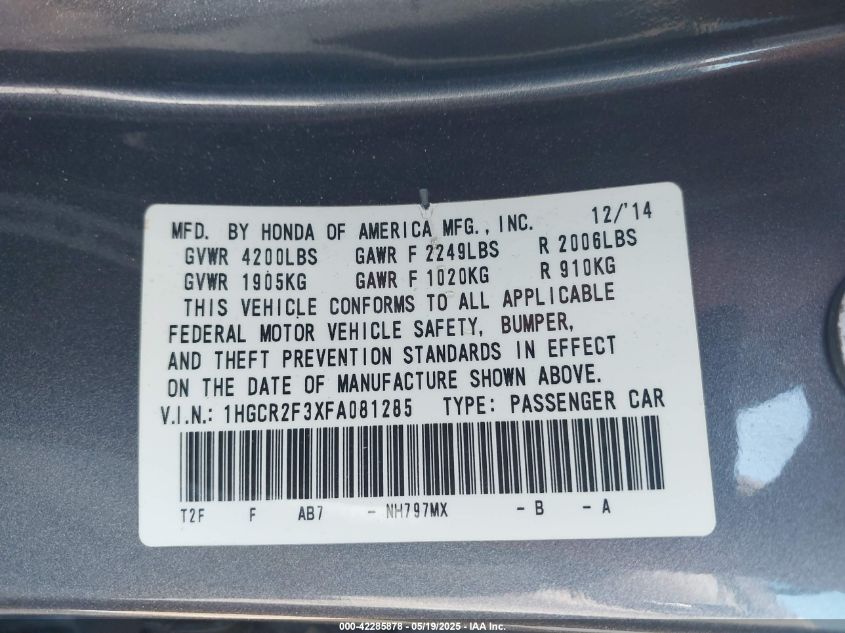 MFD. BY HONDA OF AMERICA MFG., INC. 12/'14
GVWR 4200LBS GAWR F 2249LBS R 2006LBS
GVWR 1905KG GAWR F 1020KG R 910KG
THIS VEHICLE CONFORMS TO ALL APPLICABLE
FEDERAL MOTOR VEHICLE SAFETY, BUMPER,
AND THEFT PREVENTION STANDARDS IN EFFECT
ON THE DATE OF MANUFACTURE SHOWN ABOVE.
V.I.N.: 1HGCR2F3XFA081285 TYPE: PASSENGER CAR
T2F F AB7 - NH797MX - B - A
000-42285878 - 05/19/2025 - IAA Inc.